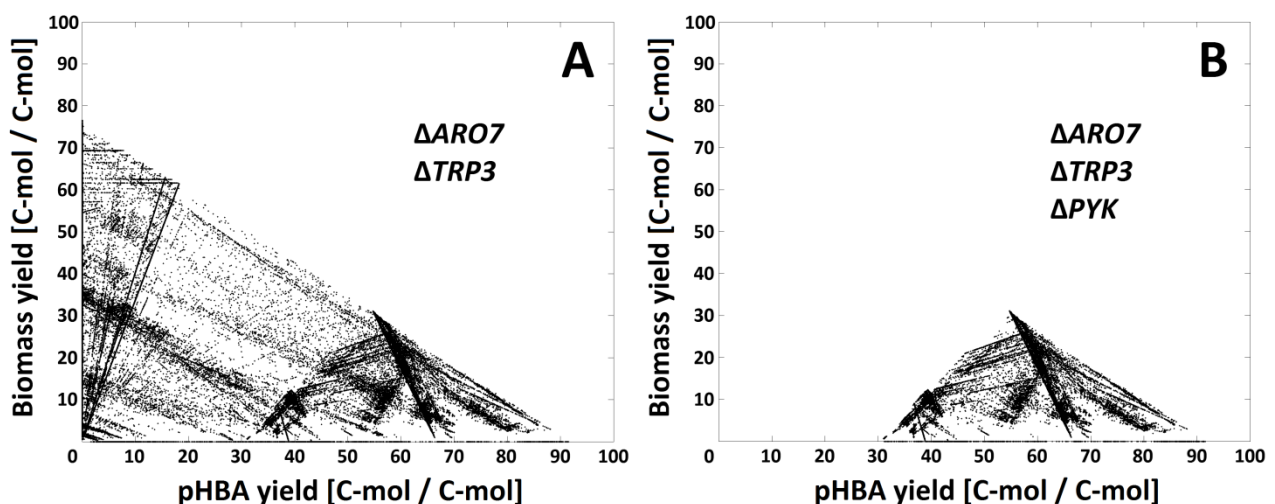 A
ΔARO7
ΔTRP3
100
90
80
70
60
50
40
30
20
10
0 10 20 30 40 50 60 70 80 90 100
Biomass yield [C-mol / C-mol]
pHBA yield [C-mol / C-mol]
B
ΔARO7
ΔTRP3
ΔPYK
100
90
80
70
60
50
40
30
20
10
0 10 20 30 40 50 60 70 80 90 100
Biomass yield [C-mol / C-mol]
pHBA yield [C-mol / C-mol]